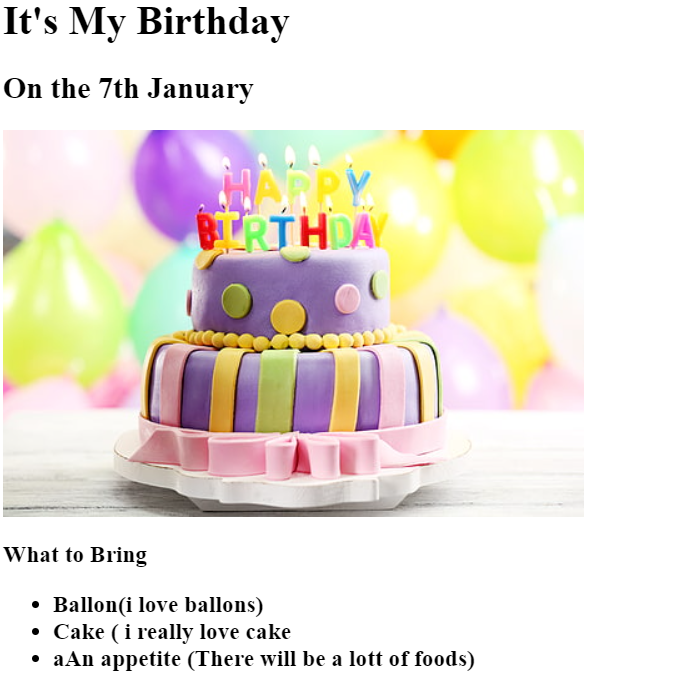 It's My Birthday
On the 7th January
HAPPY
BIRTHDAY
What to Bring
Ballon(i love ballons)
Cake ( i really love cake
aAn appetite (There will be a lott of foods)